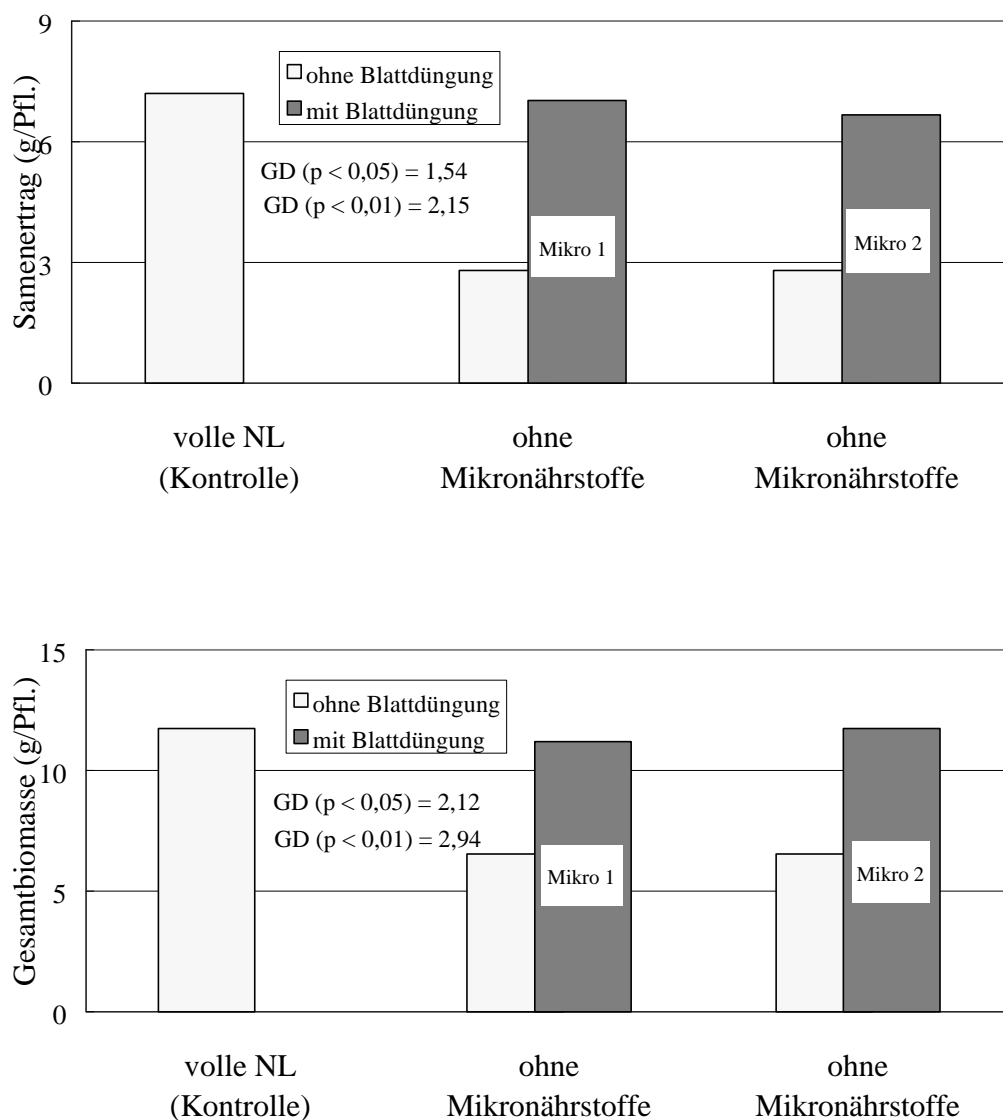 Samenertrag (g/Pfl.)
9
6
3
0
ohne Blattdüngung
mit Blattdüngung
GD (p < 0,05) = 1,54
GD (p < 0,01) = 2,15
Mikro 1
Mikro 2
volle NL
(Kontrolle)
ohne
Mikronährstoffe
ohne
Mikronährstoffe
Gesamtbiomasse (g/Pfl.)
15
10
5
0
ohne Blattdüngung
mit Blattdüngung
GD (p < 0,05) = 2,12
GD (p < 0,01) = 2,94
Mikro 1
Mikro 2
volle NL
(Kontrolle)
ohne
Mikronährstoffe
ohne
Mikronährstoffe